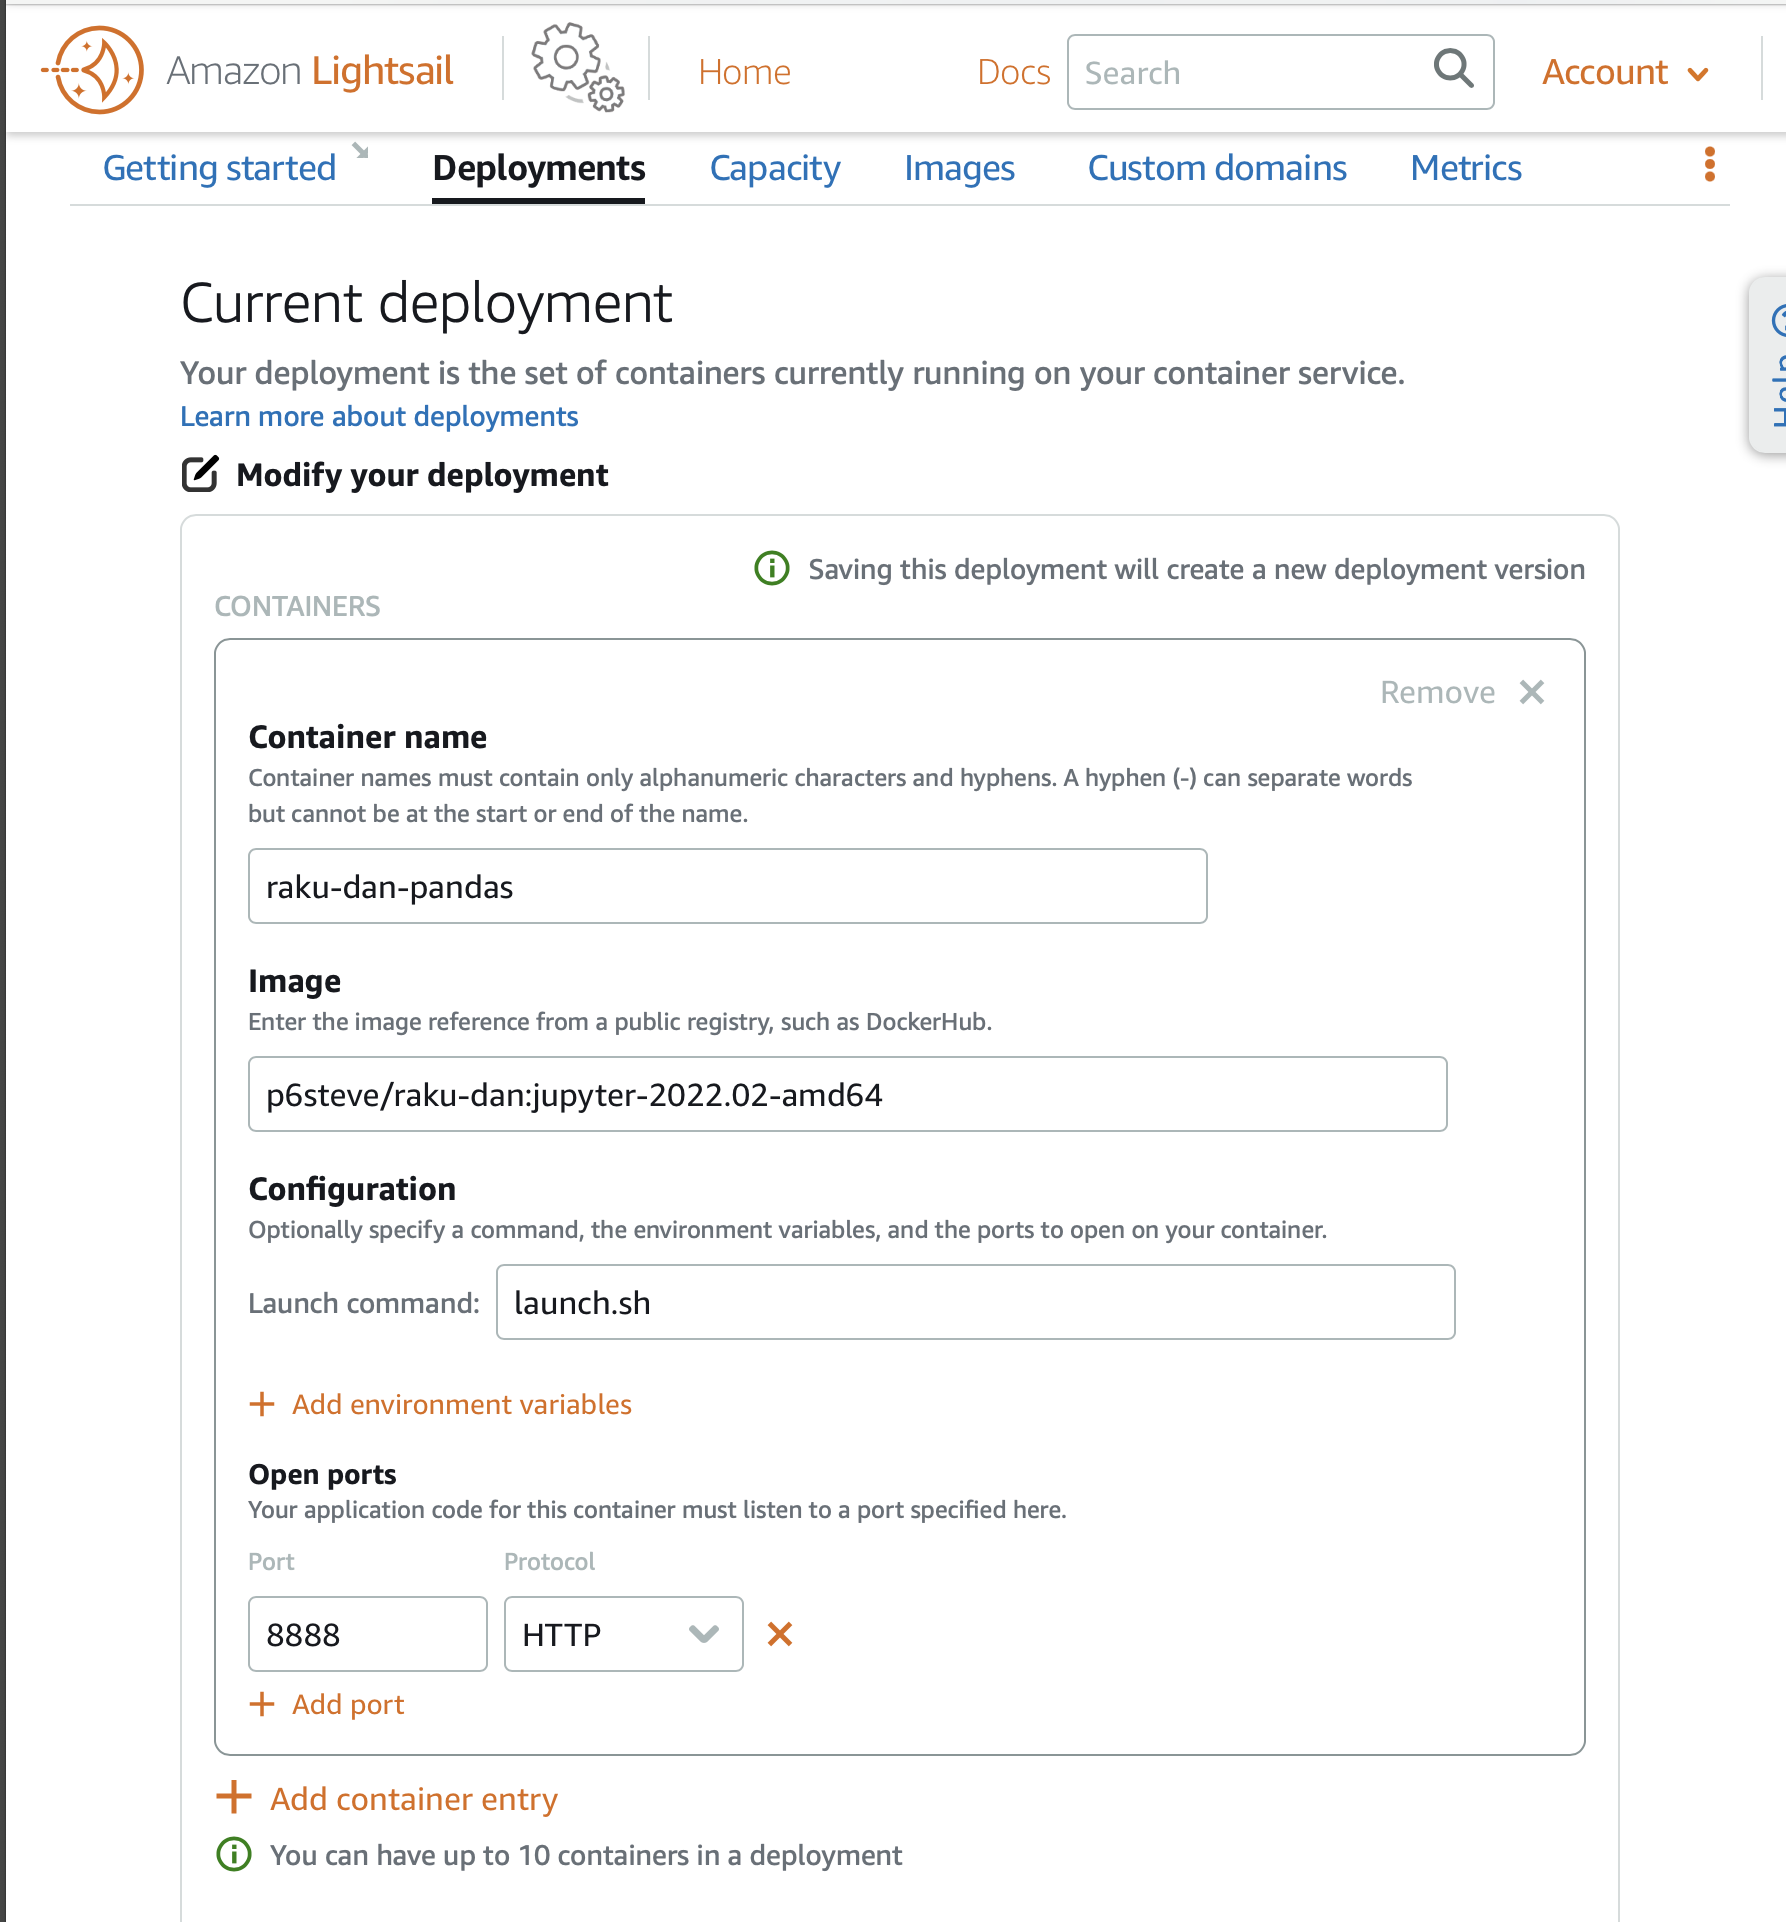 Amazon Lightsail
Home
Docs
Search
Account
Getting started
Deployments
Capacity
Images
Custom domains
Metrics
Current deployment
Your deployment is the set of containers currently running on your container service.
Learn more about deployments
Help
Modify your deployment
Saving this deployment will create a new deployment version
CONTAINERS
Remove
Container name
Container names must contain only alphanumeric characters and hyphens. A hyphen (-) can separate words
but cannot be at the start or end of the name.
raku-dan-pandas
Image
Enter the image reference from a public registry, such as DockerHub.
p6steve/raku-dan:jupyter-2022.02-amd64
Configuration
Optionally specify a command, the environment variables, and the ports to open on your container.
Launch command: launch.sh
+ Add environment variables
Open ports
Your application code for this container must listen to a port specified here.
Port Protocol
8888 HTTP
+ Add port
+ Add container entry
You can have up to 10 containers in a deployment